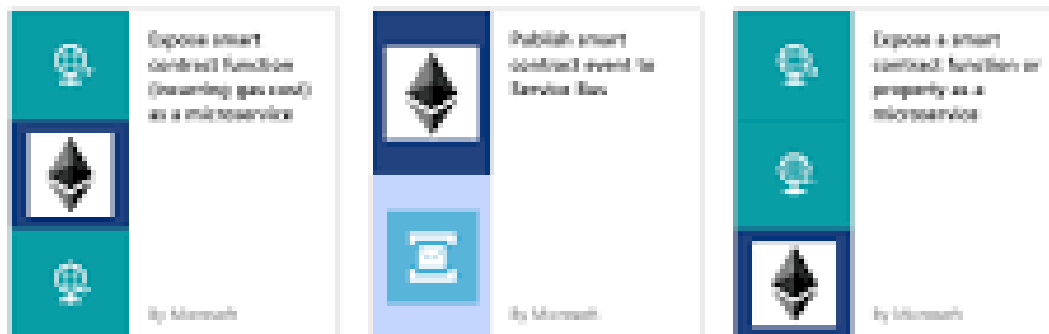 Expose smart
contract function
(incurring gas cost)
as a microservice
By Microsoft
Publish smart
contract event to
Service Bus
By Microsoft
Expose a smart
contract function or
property as a
microservice
By Microsoft